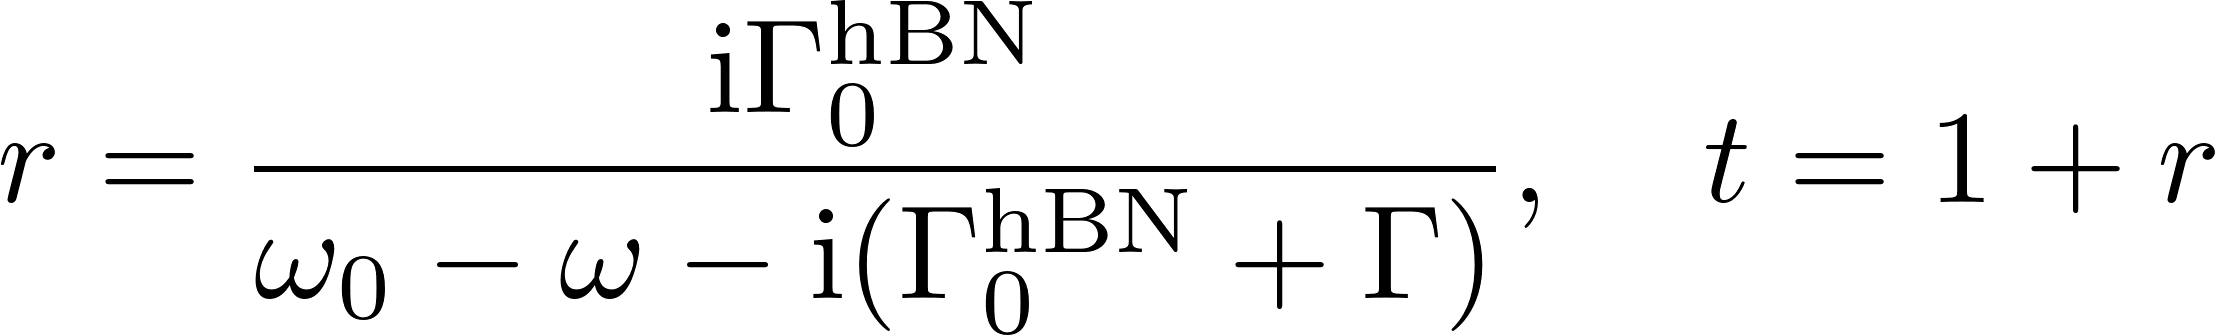 r = \frac{\mathrm{i}\Gamma_0^{\mathrm{hBN}}}{\omega_0 - \omega - \mathrm{i}(\Gamma_0^{\mathrm{hBN}} + \Gamma)}, \quad t = 1 + r